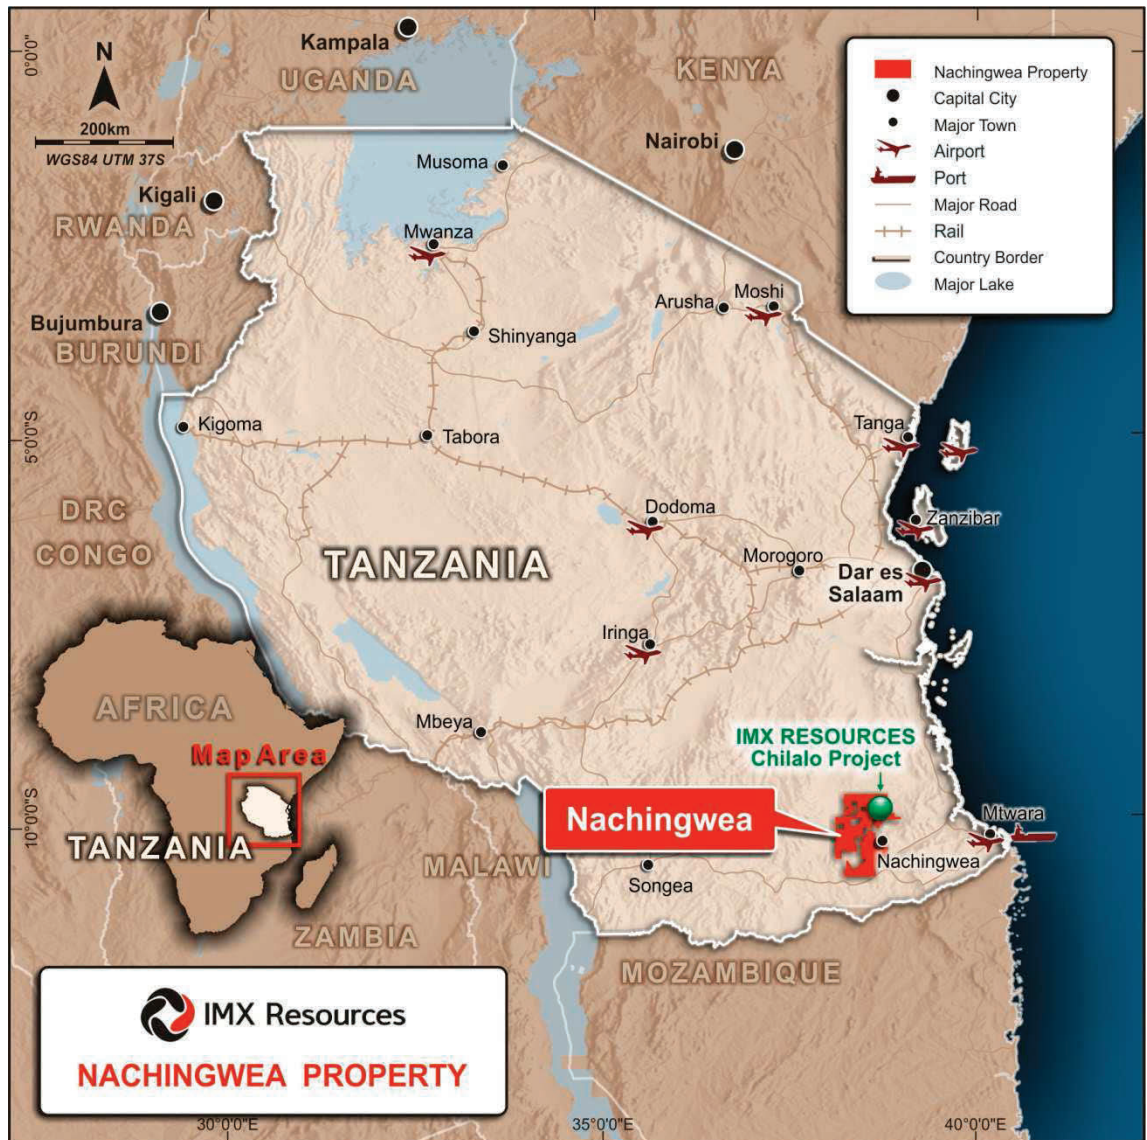 Kampala
UGANDA
KENYA
N
200km
WGS84 UTM 37S
Nachingwea Property
Capital City
Major Town
Airport
Port
Major Road
Rail
Country Border
Major Lake
Nairobi
Musoma
Kigali
RWANDA
Mwanza
Arusha
Moshi
Bujumbura
BURUNDI
Shinyanga
Kigoma
Tabora
Tanga
DRC
CONGO
Dodoma
Zanzibar
TANZANIA
Morogoro
Dar es
Salaam
Iringa
AFRICA
Map Area
TANZANIA
Mbeya
IMX RESOURCES
Chilalo Project
Nachingwea
Mtwara
Nachingwea
MALAWI
Songea
ZAMBIA
MOZAMBIQUE
IMX Resources
NACHINGWEA PROPERTY
0°0'0"
5°0'0"S
10°0'0"S
30°0'0"E
35°0'0"E
40°0'0"E